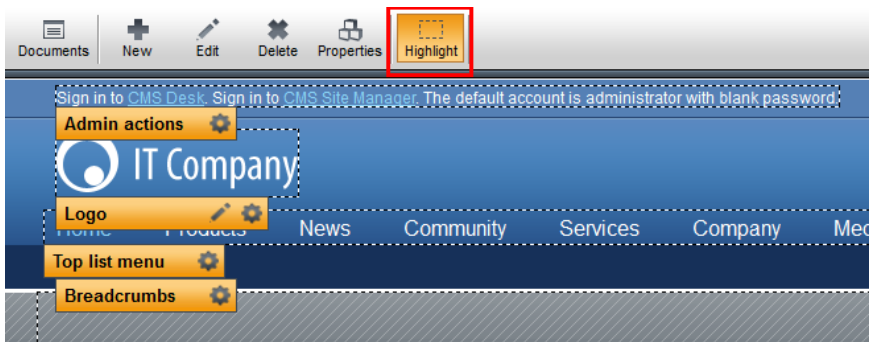 Documents New Edit Delete Properties Highlight
Sign in to CMS Desk. Sign in to CMS Site Manager. The default account is administrator with blank password.
Admin actions
IT Company
Logo
Home Products News Community Services Company Med
Top list menu
Breadcrumbs